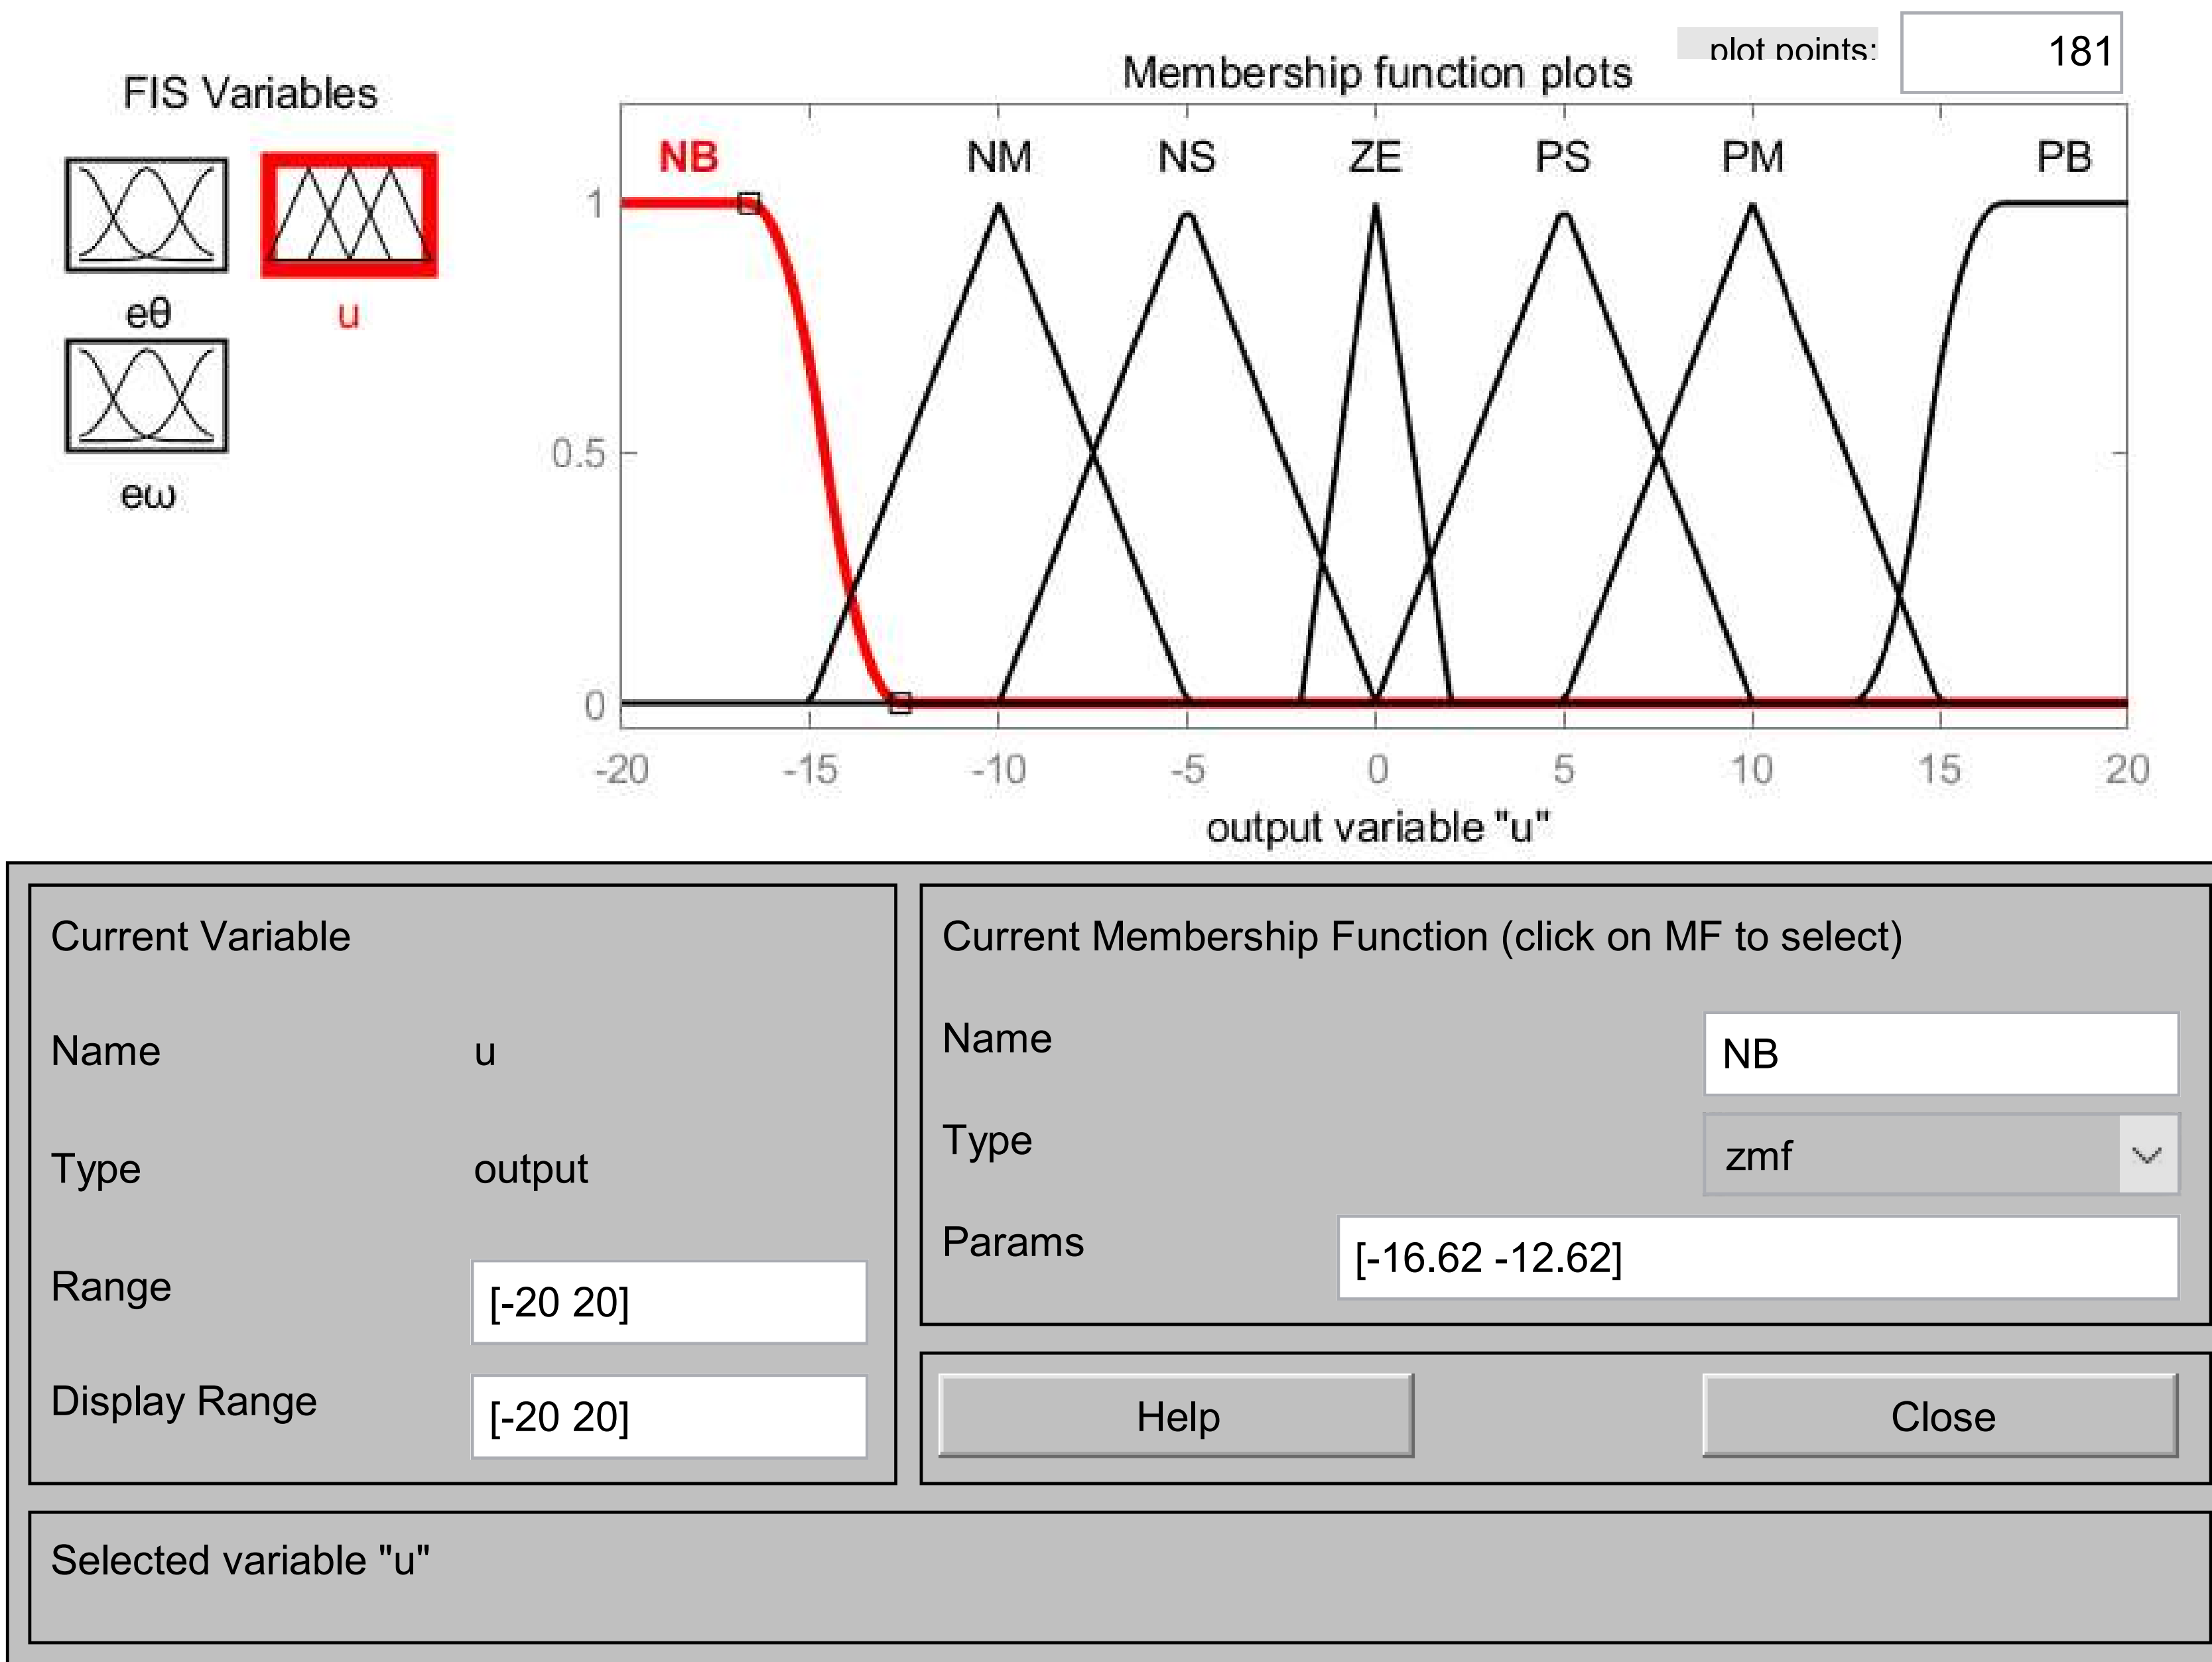 plot points: 181
FIS Variables
Membership function plots
NB NM NS ZE PS PM PB
eθ u
eω
1
0.5
0
-20 -15 -10 -5 0 5 10 15 20
output variable "u"
Current Variable
Name u
Type output
Range [-20 20]
Display Range [-20 20]
Current Membership Function (click on MF to select)
Name NB
Type zmf
Params [-16.62 -12.62]
Help Close
Selected variable "u"